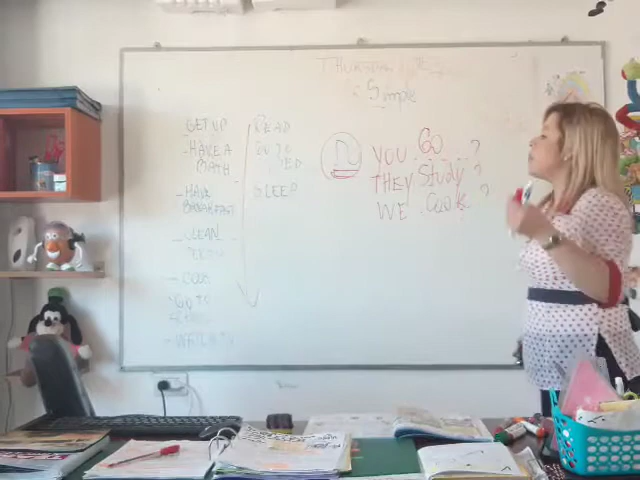 Simple
- GET UP
- HAVE A
BATH
- HAVE
BREAKFAST
- CLEAN
- COOK
GO TO
- WATCH TV
READ
GO TO
BED
SLEEP
DO
YOU GO ?
THEY Study ?
WE Cook ?